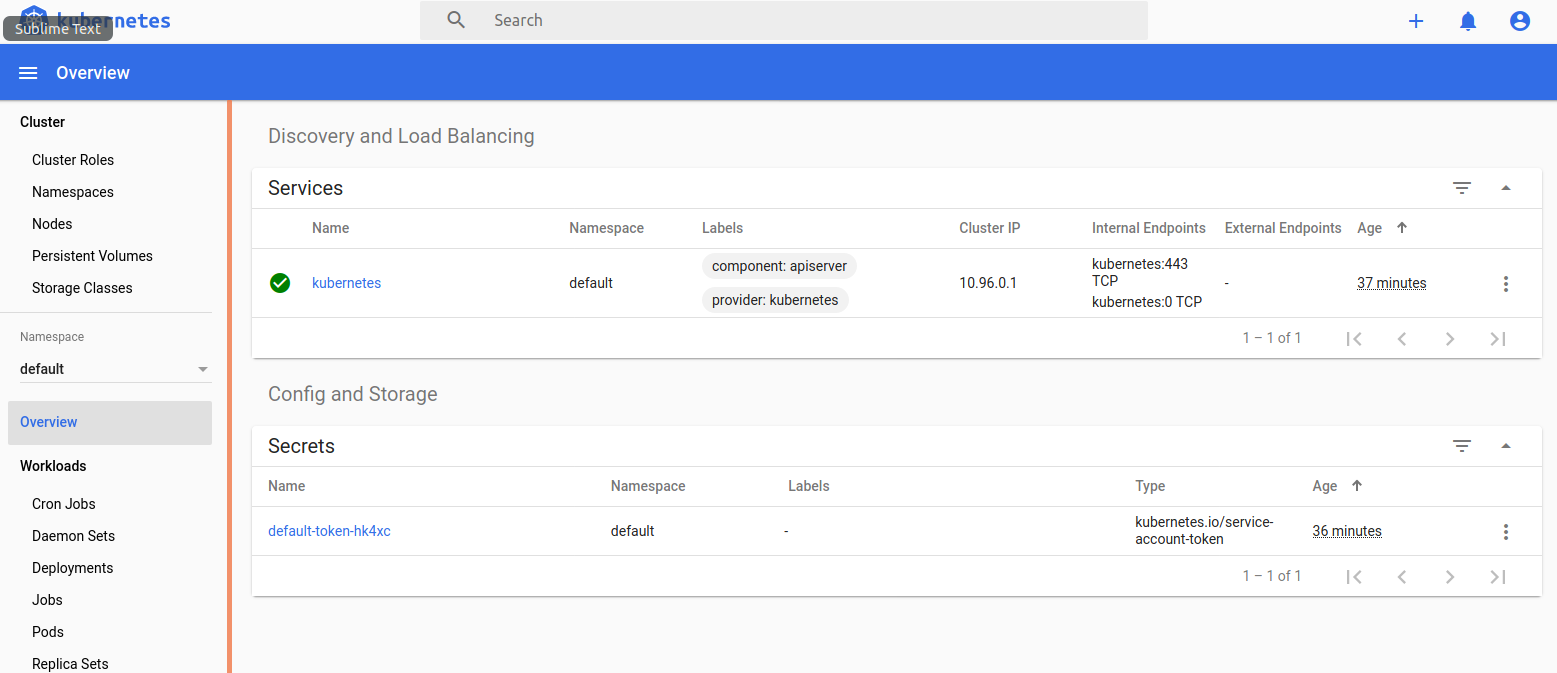 kubernetes
Sublime Text
Search
Overview
Cluster
Cluster Roles
Namespaces
Nodes
Persistent Volumes
Storage Classes
Namespace
default
Overview
Workloads
Cron Jobs
Daemon Sets
Deployments
Jobs
Pods
Replica Sets
Discovery and Load Balancing
Services
Name Namespace Labels Cluster IP Internal Endpoints External Endpoints Age
kubernetes default component: apiserver provider: kubernetes 10.96.0.1 kubernetes:443 TCP kubernetes:0 TCP - 37 minutes
1 – 1 of 1
Config and Storage
Secrets
Name Namespace Labels Type Age
default-token-hk4xc default - kubernetes.io/service-account-token 36 minutes
1 – 1 of 1